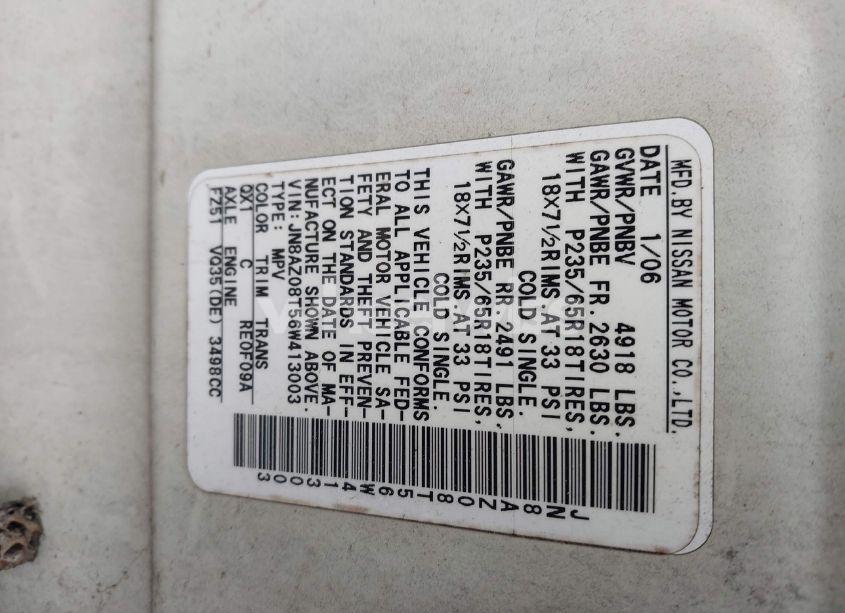 MFD.BY NISSAN MOTOR CO.,LTD.
DATE 1/06
GVWR/PNBV 4918 LBS.
GAWR/PNBE FR. 2630 LBS.
WITH P235/65R18TIRES,
18X7½RIMS.AT 33 PSI
COLD SINGLE.
GAWR/PNBE RR 2491 LBS.
WITH P235/65R18TIRES,
18X7½RIMS.AT 33 PSI
COLD SINGLE.
THIS VEHICLE CONFORMS
TO ALL APPLICABLE FED-
ERAL MOTOR VEHICLE SA-
FETY AND THEFT PREVEN-
TION STANDARDS IN EFF-
ECT ON THE DATE OF MA-
NUFACTURE SHOWN ABOVE.
VIN:JN8AZ08T56W413003
TYPE: MPV
COLOR TRIM TRANS
QX1 C RE0F09A
AXLE ENGINE
FZ51 VQ35(DE) 3498CC
JN8AZ08T56W413003